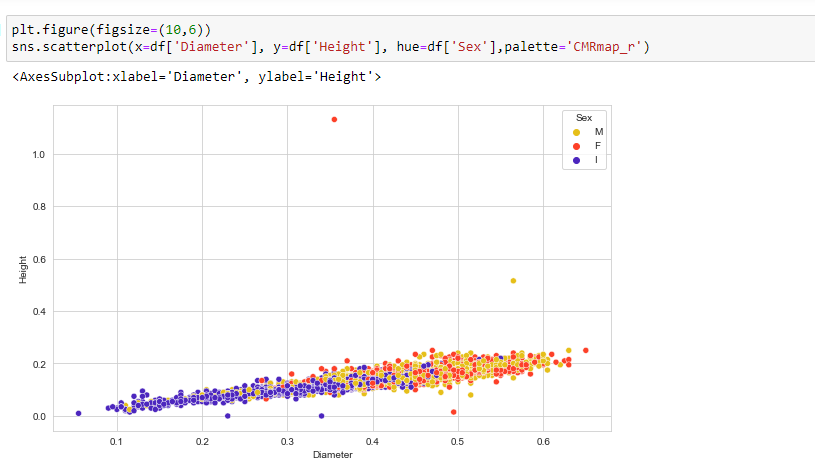 plt.figure(figsize=(10,6))
sns.scatterplot(x=df['Diameter'], y=df['Height'], hue=df['Sex'],palette='CMRmap_r')
<AxesSubplot:xlabel='Diameter', ylabel='Height'>
Sex
M
F
I
1.0
0.8
0.6
0.4
0.2
0.0
Height
0.1 0.2 0.3 0.4 0.5 0.6
Diameter